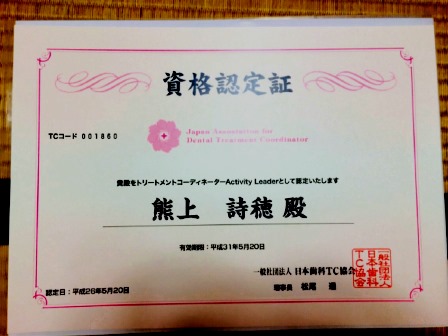 資格認定証
TCコード 001860
Japan Association for
Dental Treatment Coordinator
貴殿をトリートメントコーディネーターActivity Leaderとして認定いたします
熊上 詩穂 殿
有効期限：平成31年5月20日
一般社団法人 日本歯科TC協会
理事長 松尾 通
認定日：平成26年5月20日
一般社団法人
日本歯科
TC協会